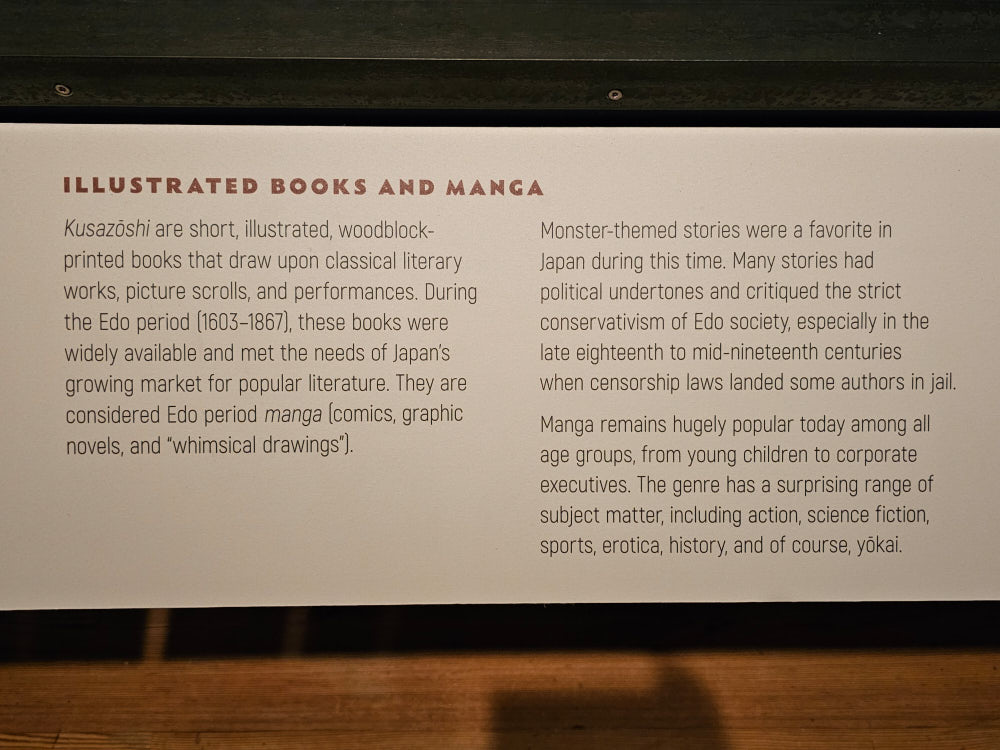 ILLUSTRATED BOOKS AND MANGA
Kusazōshi are short, illustrated, woodblock-
printed books that draw upon classical literary
works, picture scrolls, and performances. During
the Edo period (1603–1867), these books were
widely available and met the needs of Japan's
growing market for popular literature. They are
considered Edo period manga (comics, graphic
novels, and “whimsical drawings”).
Monster-themed stories were a favorite in
Japan during this time. Many stories had
political undertones and critiqued the strict
conservativism of Edo society, especially in the
late eighteenth to mid-nineteenth centuries
when censorship laws landed some authors in jail.
Manga remains hugely popular today among all
age groups, from young children to corporate
executives. The genre has a surprising range of
subject matter, including action, science fiction,
sports, erotica, history, and of course, yōkai.